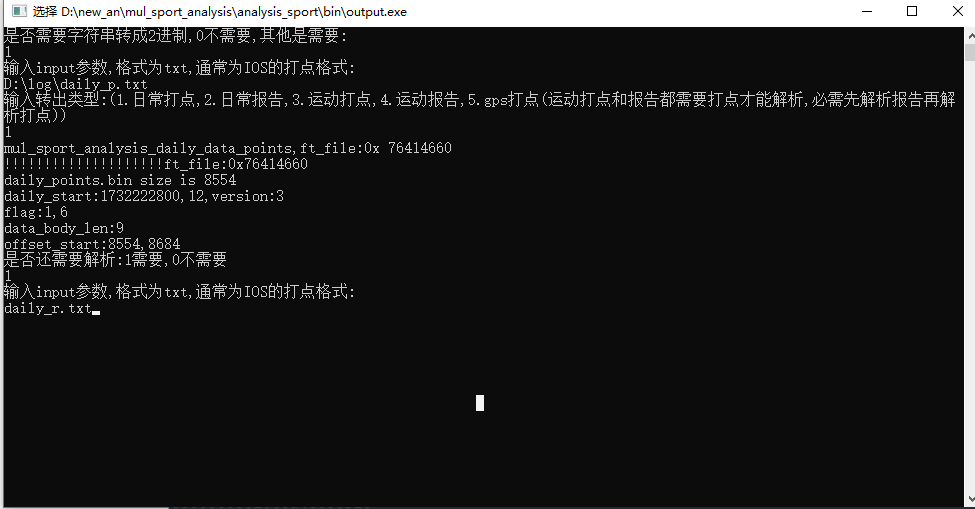 选择 D:\new_an\mul_sport_analysis\analysis_sport\bin\output.exe
是否需要字符串转成2进制,0不需要,其他是需要:
1
输入input参数,格式为txt,通常为IOS的打点格式:
D:\log\daily_p.txt
输入转出类型:(1.日常打点,2.日常报告,3.运动打点,4.运动报告,5.gps打点(运动打点和报告都需要打点才能解析,必需先解析报告再解
析打点))
1
mul_sport_analysis_daily_data_points,ft_file:0x 76414660
!!!!!!!!!!!!!!!!!!!!ft_file:0x76414660
daily_points.bin size is 8554
daily_start:1732222800,12,version:3
flag:1,6
data_body_len:9
offset_start:8554,8684
是否还需要解析:1需要,0不需要
1
输入input参数,格式为txt,通常为IOS的打点格式:
daily_r.txt